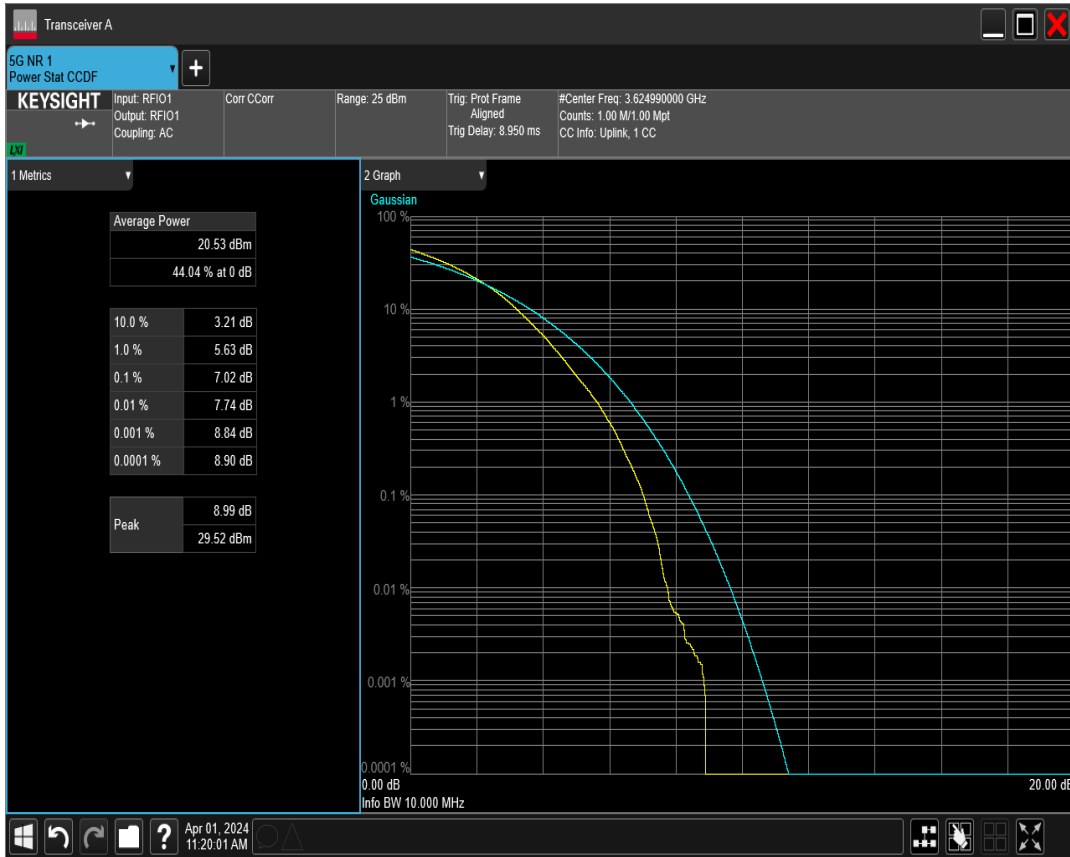 Transceiver A
5G NR 1
Power Stat CCDF
+
KEYSIGHT
LXI
Input: RFIO1
Output: RFIO1
Coupling: AC
Corr CCorr
Range: 25 dBm
Trig: Prot Frame
Aligned
Trig Delay: 8.950 ms
#Center Freq: 3.624990000 GHz
Counts: 1.00 M/1.00 Mpt
CC Info: Uplink, 1 CC
1 Metrics
Average Power
20.53 dBm
44.04 % at 0 dB
10.0 % 3.21 dB
1.0 % 5.63 dB
0.1 % 7.02 dB
0.01 % 7.74 dB
0.001 % 8.84 dB
0.0001 % 8.90 dB
Peak 8.99 dB
29.52 dBm
2 Graph
Gaussian
100 %
10 %
1 %
0.1 %
0.01 %
0.001 %
0.0001 %
0.00 dB 20.00 dB
Info BW 10.000 MHz
?
Apr 01, 2024
11:20:01 AM